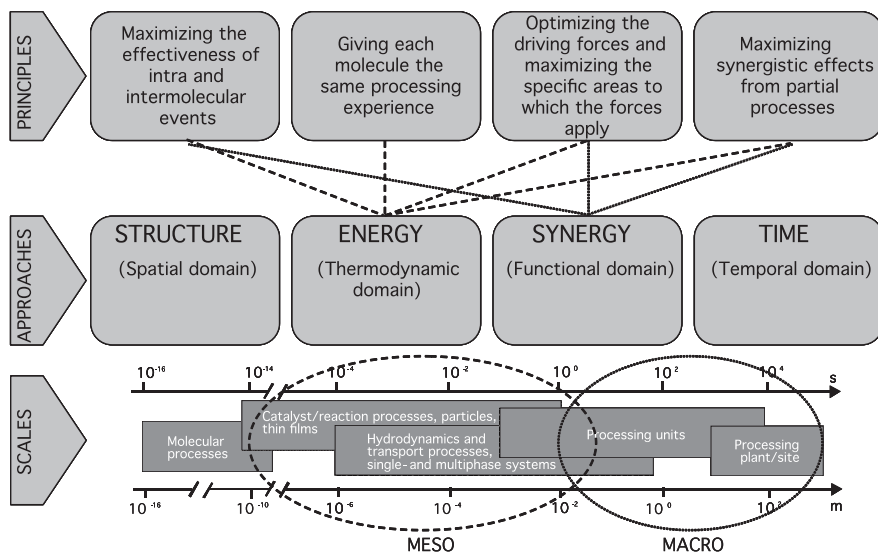 PRINCIPLES
Maximizing the
effectiveness of
intra and
intermolecular
events
Giving each
molecule the
same processing
experience
Optimizing the
driving forces and
maximizing the
specific areas to
which the forces
apply
Maximizing
synergistic effects
from partial
processes
APPROACHES
STRUCTURE
(Spatial domain)
ENERGY
(Thermodynamic
domain)
SYNERGY
(Functional domain)
TIME
(Temporal domain)
SCALES
10⁻¹⁶ 10⁻¹⁴ 10⁻⁴ 10⁻² 10⁰ 10² 10⁴ s
Molecular
processes
Catalyst/reaction processes, particles,
thin films
Hydrodynamics and
transport processes,
single- and multiphase systems
Processing units
Processing
plant/site
10⁻¹⁶ 10⁻¹⁰ 10⁻⁶ 10⁻⁴ 10⁻² 10⁰ 10² m
MESO MACRO